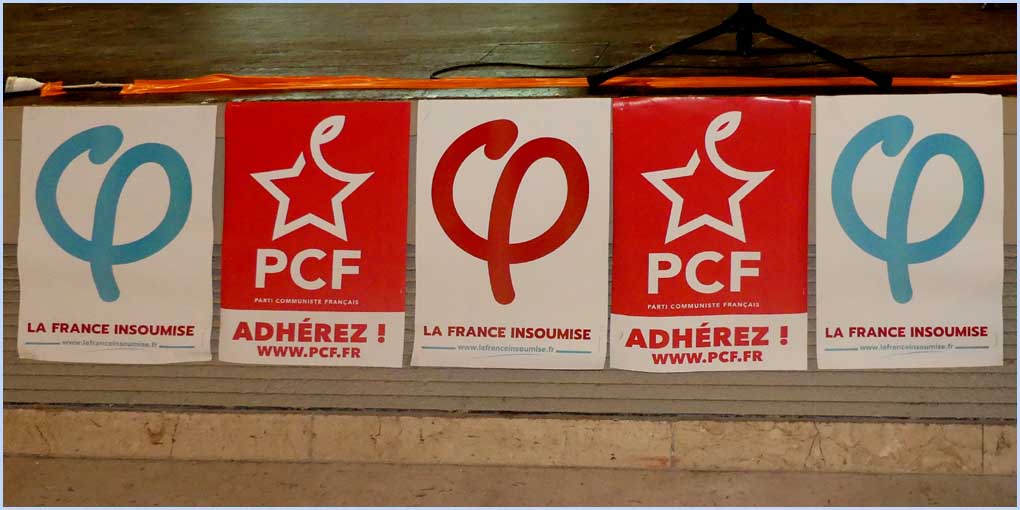 LA FRANCE INSOUMISE
www.lafranceinsoumise.fr
PCF
PARTI COMMUNISTE FRANÇAIS
ADHÉREZ !
WWW.PCF.FR
LA FRANCE INSOUMISE
www.lefranceinsoumise.fr
PCF
PARTI COMMUNISTE FRANÇAIS
ADHÉREZ !
WWW.PCF.FR
LA FRANCE INSOUMISE
www.lafranceinsoumise.fr